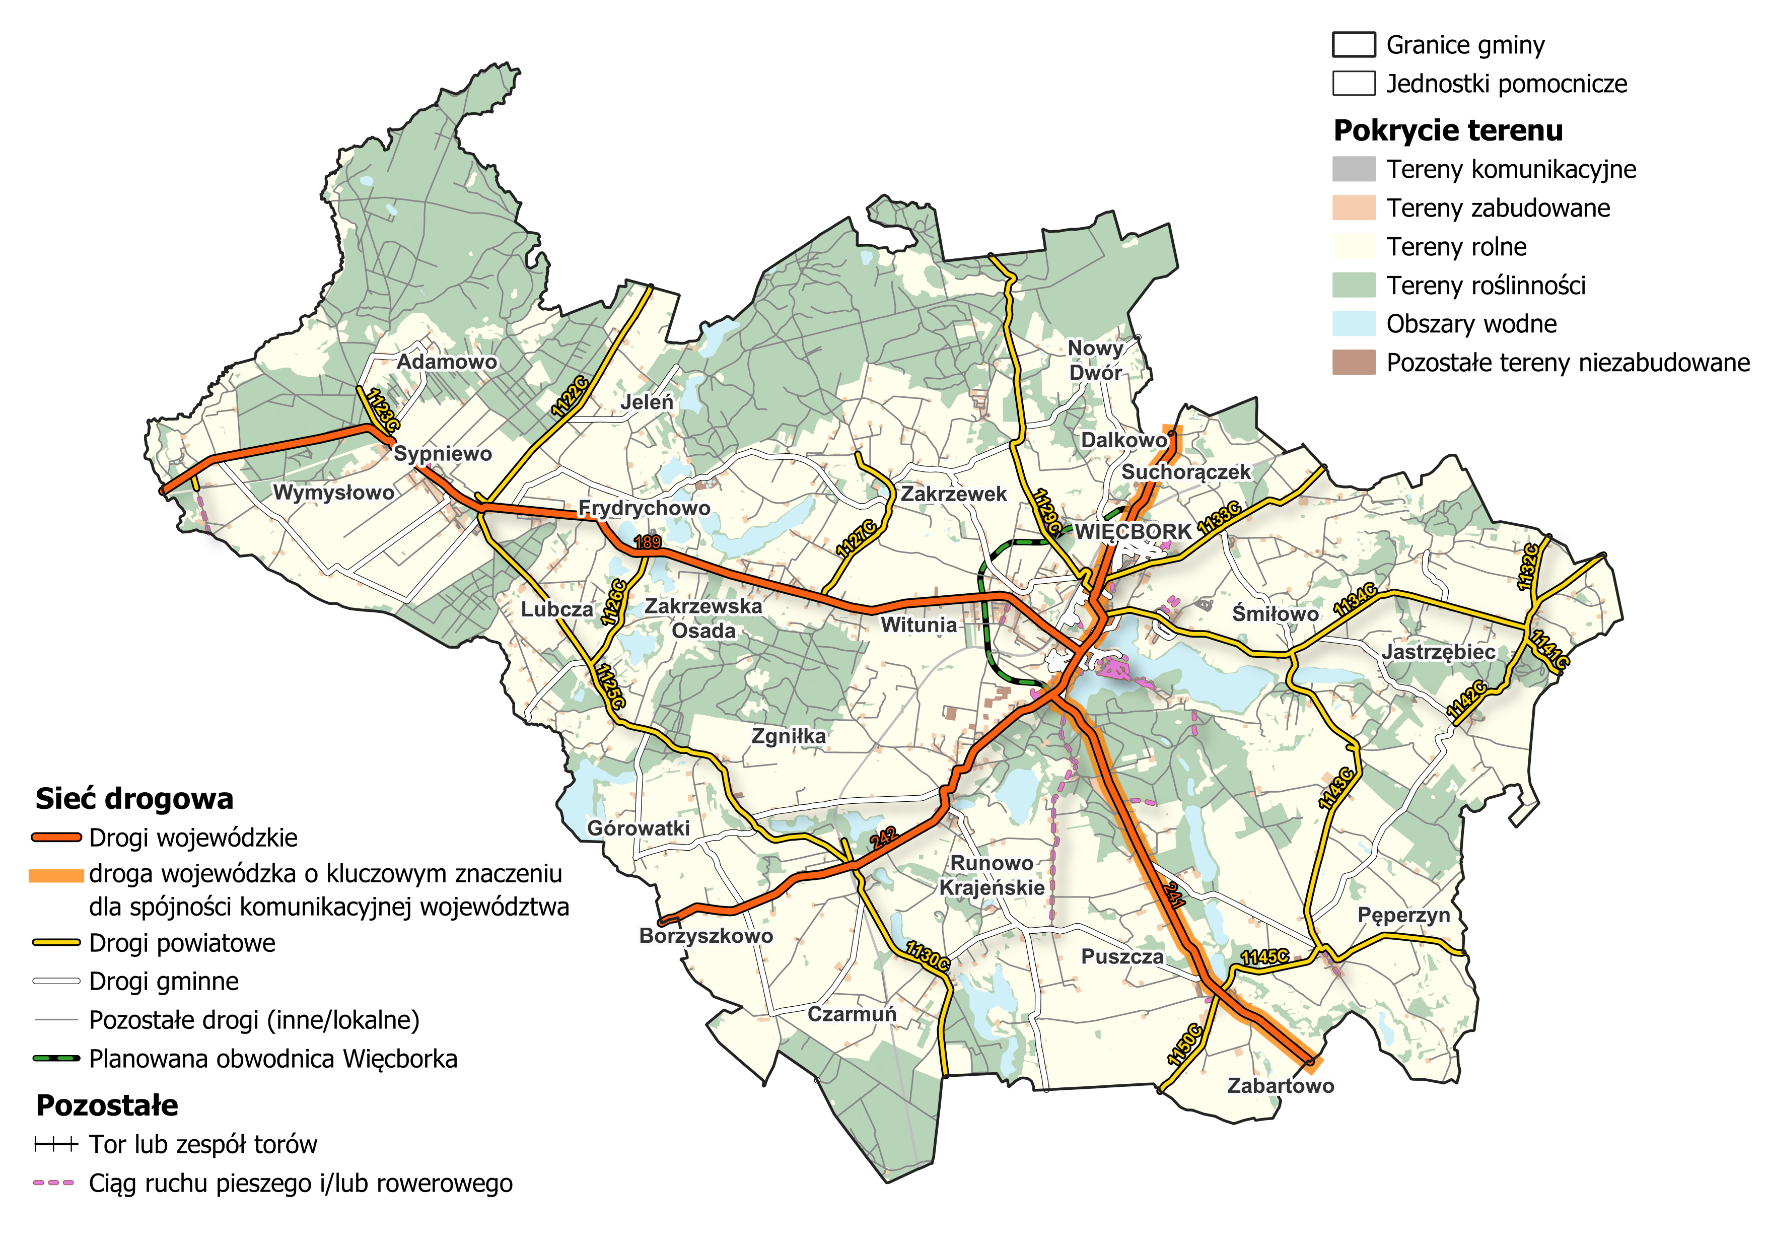 Granice gminy
Jednostki pomocnicze
Pokrycie terenu
Tereny komunikacyjne
Tereny zabudowane
Tereny rolne
Tereny roślinności
Obszary wodne
Pozostałe tereny niezabudowane
Nowy
Dwór
Adamowo
1122C
Jeleń
1123C
Dalkowo
Sypniewo
Suchorączek
Wymysłowo
Zakrzewek
Frydrychowo
1129C
1133C
WIĘCBORK
1127C
189
1132C
1126C
Lubcza
Zakrzewska
Osada
1134C
Śmiłowo
Witunia
1141C
Jastrzębiec
1125C
1142C
Zgniłka
1143C
Górowatki
242
Runowo
Krajeńskie
241
Pęperzyn
Borzyszkowo
1130C
Puszcza
1145C
Czarmuń
1150C
Zabartowo
Sieć drogowa
Drogi wojewódzkie
droga wojewódzka o kluczowym znaczeniu
dla spójności komunikacyjnej województwa
Drogi powiatowe
Drogi gminne
Pozostałe drogi (inne/lokalne)
Planowana obwodnica Więcborka
Pozostałe
Tor lub zespół torów
Ciąg ruchu pieszego i/lub rowerowego